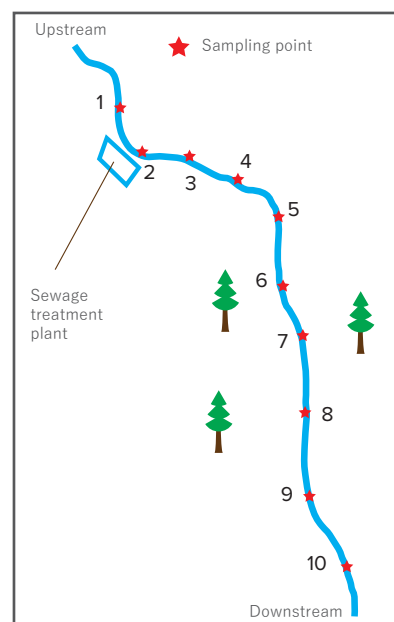 Upstream
Sampling point
1
2
3
4
5
6
7
8
9
10
Sewage
treatment
plant
Downstream